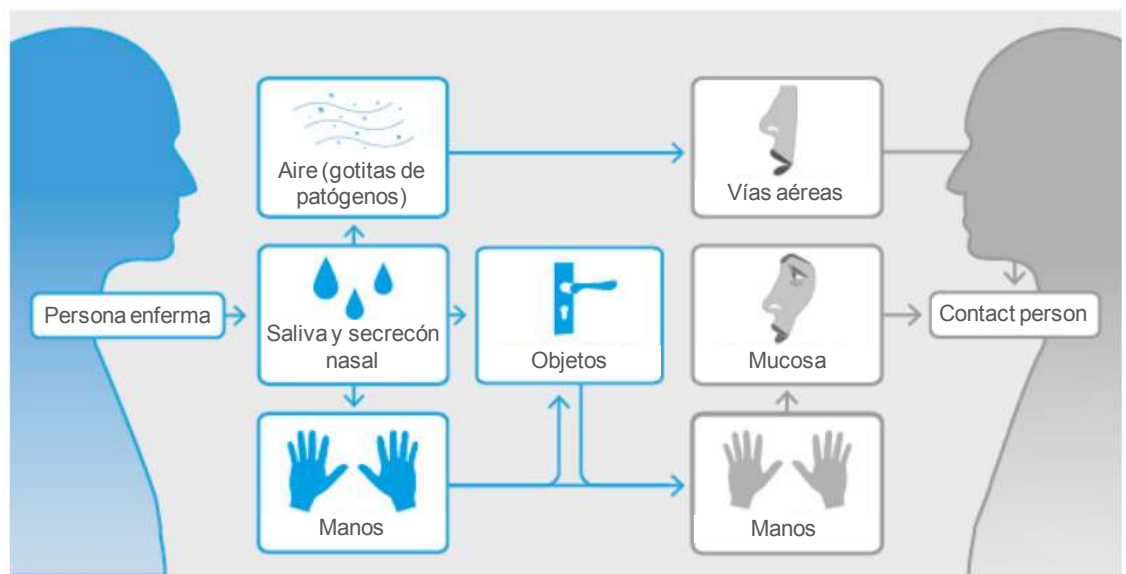 Aire (gotitas de
patógenos)
Vías aéreas
Persona enferma
Saliva y secrecón
nasal
Objetos
Mucosa
Contact person
Manos
Manos